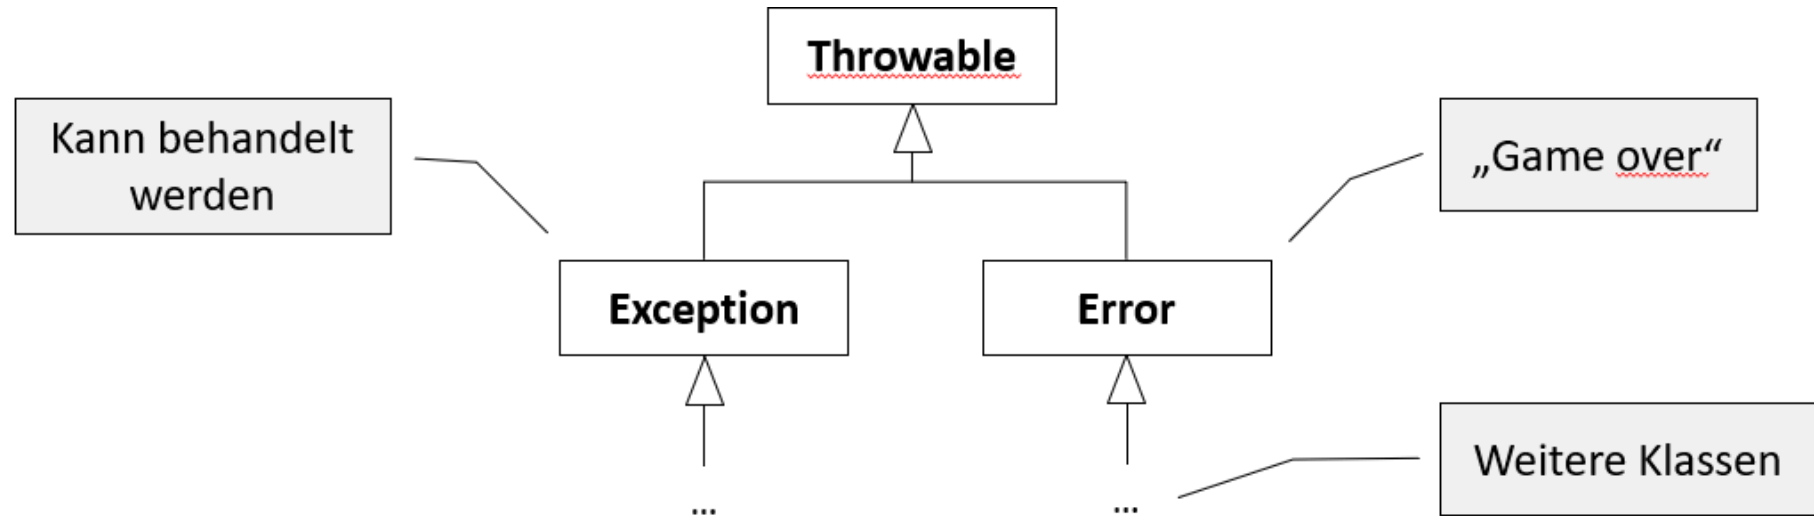 Throwable
Kann behandelt
werden
„Game over“
Exception
Error
Weitere Klassen
...
...